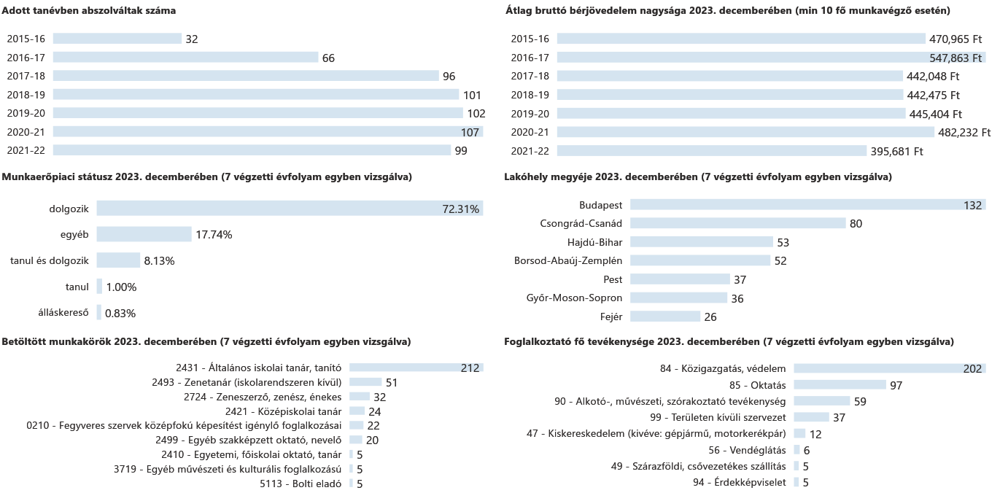 Adott tanévben abszolváltak száma
2015-16 32
2016-17 66
2017-18 96
2018-19 101
2019-20 102
2020-21 107
2021-22 99
Átlag bruttó bérjövedelem nagysága 2023. decemberében (min 10 fő munkavégző esetén)
2015-16 470,965 Ft
2016-17 547,863 Ft
2017-18 442,048 Ft
2018-19 442,475 Ft
2019-20 445,404 Ft
2020-21 482,232 Ft
2021-22 395,681 Ft
Munkaerőpiaci státusz 2023. decemberében (7 végzetti évfolyam egyben vizsgálva)
dolgozik 72.31%
egyéb 17.74%
tanul és dolgozik 8.13%
tanul 1.00%
álláskereső 0.83%
Lakóhely megyéje 2023. decemberében (7 végzetti évfolyam egyben vizsgálva)
Budapest 132
Csongrád-Csanád 80
Hajdú-Bihar 53
Borsod-Abaúj-Zemplén 52
Pest 37
Győr-Moson-Sopron 36
Fejér 26
Betöltött munkakörök 2023. decemberében (7 végzetti évfolyam egyben vizsgálva)
2431 - Általános iskolai tanár, tanító 212
2493 - Zenetanár (iskolarendszeren kívül) 51
2724 - Zeneszerző, zenész, énekes 32
2421 - Középiskolai tanár 24
0210 - Fegyveres szervek középfokú képesítést igénylő foglalkozásai 22
2499 - Egyéb szakképzett oktató, nevelő 20
2410 - Egyetemi, főiskolai oktató, tanár 5
3719 - Egyéb művészeti és kulturális foglalkozású 5
5113 - Bolti eladó 5
Foglalkoztató fő tevékenysége 2023. decemberében (7 végzetti évfolyam egyben vizsgálva)
84 - Közigazgatás, védelem 202
85 - Oktatás 97
90 - Alkotó-, művészeti, szórakoztató tevékenység 59
99 - Területen kívüli szervezet 37
47 - Kiskereskedelem (kivéve: gépjármű, motorkerékpár) 12
56 - Vendéglátás 6
49 - Szárazföldi, csővezetékes szállítás 5
94 - Érdekképviselet 5